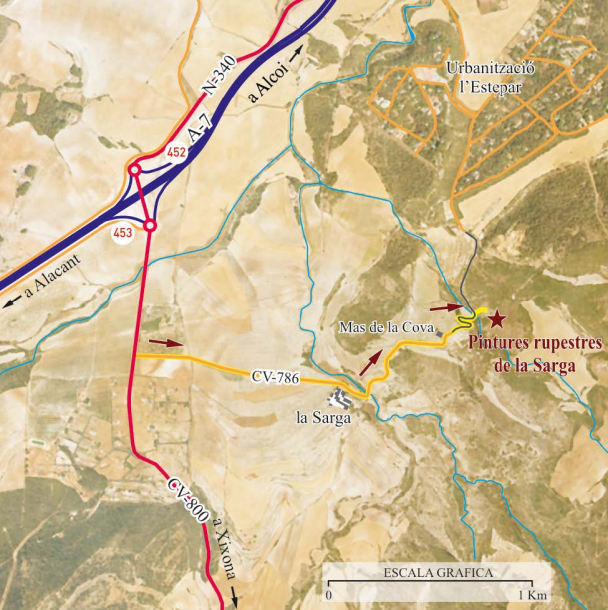 Urbanització
l'Estepar
N-340
a Alcoi
A-7
452
453
a Alacant
Mas de la Cova
Pintures rupestres
de la Sarga
CV-786
la Sarga
CV-800
a Xixona
ESCALA GRAFICA
0 1 Km